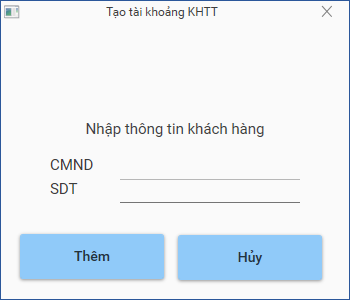 Tạo tài khoảng KHTT
Nhập thông tin khách hàng
CMND
SDT
Thêm
Hủy